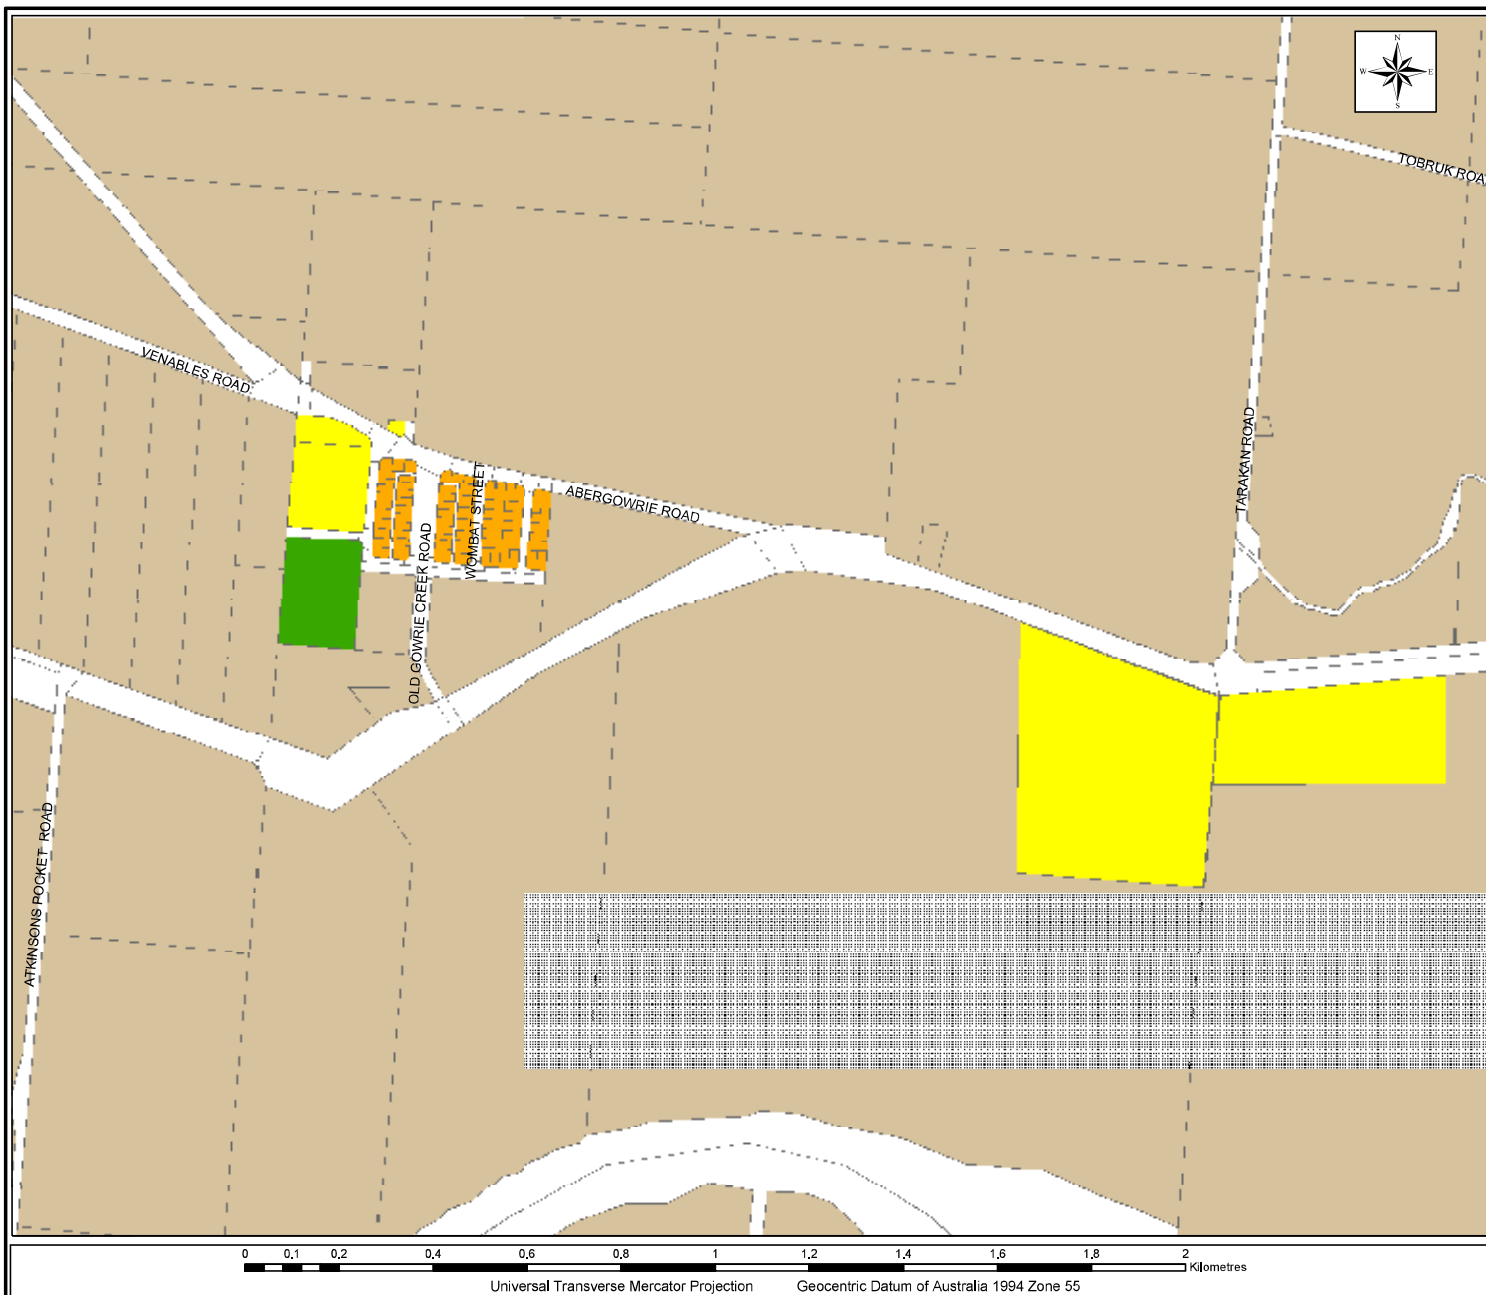 N
W E
S
TOBRUK ROA
VENABLES ROAD
TARAKAN ROAD
WOMBAT STREET
ABERGOWRIE ROAD
OLD GOWRIE CREEK ROAD
ATKINSONS POCKET ROAD
0 0.1 0.2 0.4 0.6 0.8 1 1.2 1.4 1.6 1.8 2
Kilometres
Universal Transverse Mercator Projection Geocentric Datum of Australia 1994 Zone 55